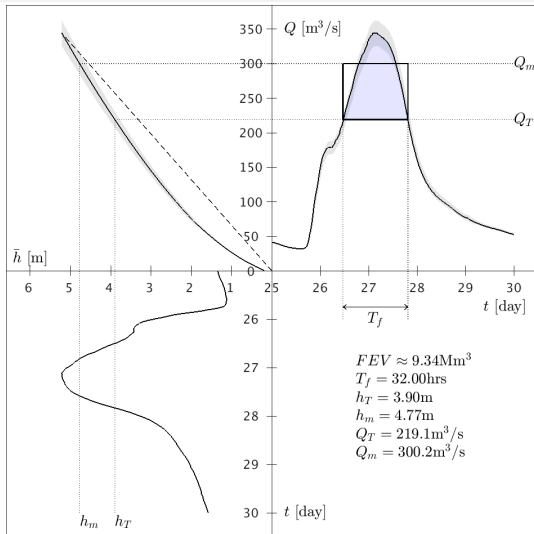 350
Q [m³/s]
300
Q_m
250
Q_T
200
150
100
50
h̄ [m]
0
6 5 4 3 2 1 25 26 27 28 29 30
t [day]
T_f
26
27
28
29
30
t [day]
h_m h_T
FEV ≈ 9.34Mm³
T_f = 32.00hrs
h_T = 3.90m
h_m = 4.77m
Q_T = 219.1m³/s
Q_m = 300.2m³/s